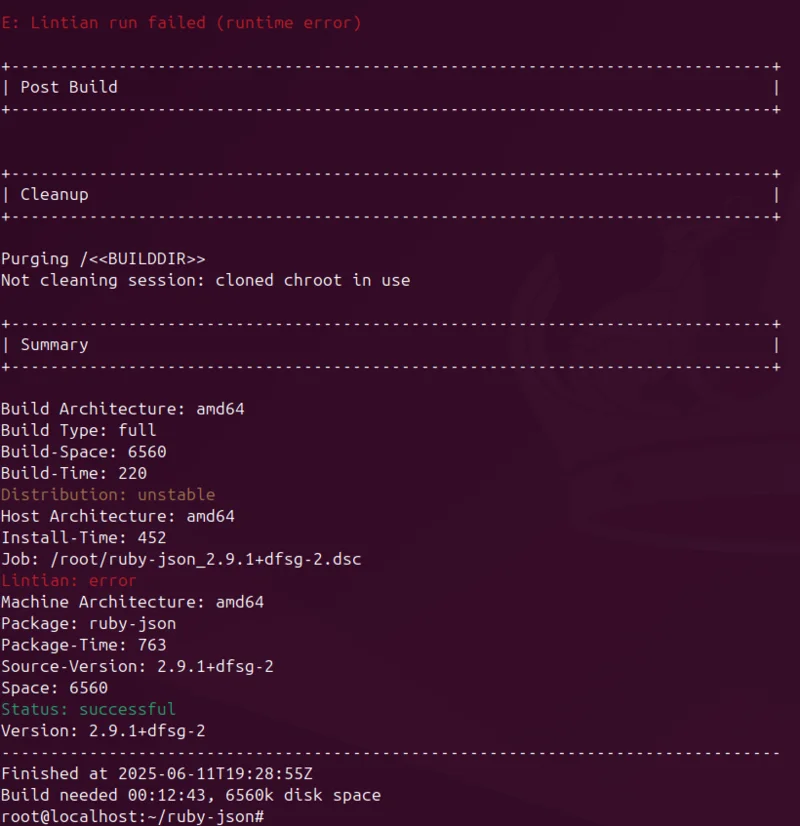 E: Lintian run failed (runtime error)
+------------------------------------------------------------------------------+
| Post Build                                                                   |
+------------------------------------------------------------------------------+
+------------------------------------------------------------------------------+
| Cleanup                                                                      |
+------------------------------------------------------------------------------+
Purging /<<BUILDDIR>>
Not cleaning session: cloned chroot in use
+------------------------------------------------------------------------------+
| Summary                                                                      |
+------------------------------------------------------------------------------+
Build Architecture: amd64
Build Type: full
Build-Space: 6560
Build-Time: 220
Distribution: unstable
Host Architecture: amd64
Install-Time: 452
Job: /root/ruby-json_2.9.1+dfsg-2.dsc
Lintian: error
Machine Architecture: amd64
Package: ruby-json
Package-Time: 763
Source-Version: 2.9.1+dfsg-2
Space: 6560
Status: successful
Version: 2.9.1+dfsg-2
--------------------------------------------------------------------------------
Finished at 2025-06-11T19:28:55Z
Build needed 00:12:43, 6560k disk space
root@localhost:~/ruby-json#